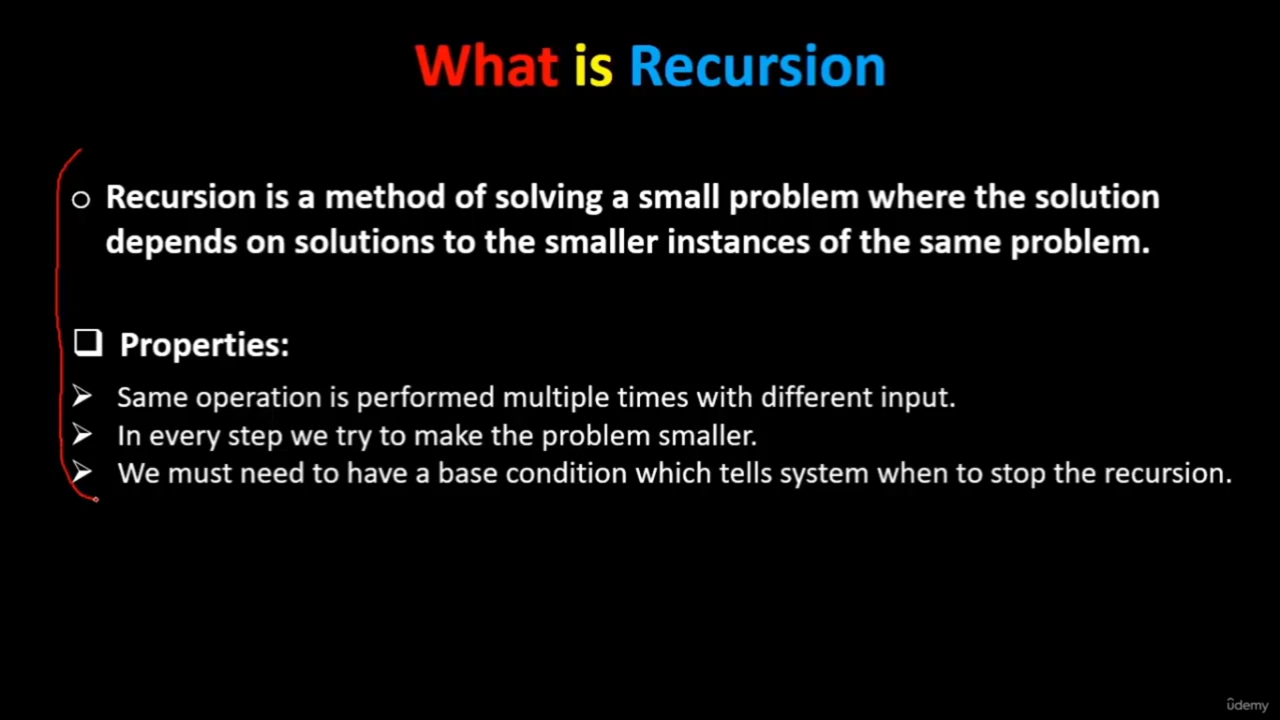 What is Recursion
Recursion is a method of solving a small problem where the solution
depends on solutions to the smaller instances of the same problem.
Properties:
Same operation is performed multiple times with different input.
In every step we try to make the problem smaller.
We must need to have a base condition which tells system when to stop the recursion.
ûdemy